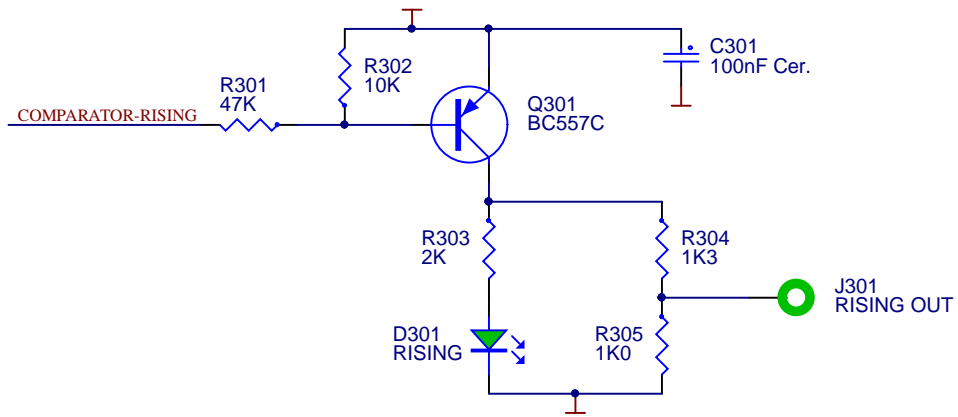 C301
100nF Cer.
R302
10K
R301
47K
COMPARATOR-RISING
Q301
BC557C
R303
2K
R304
1K3
J301
RISING OUT
D301
RISING
R305
1K0